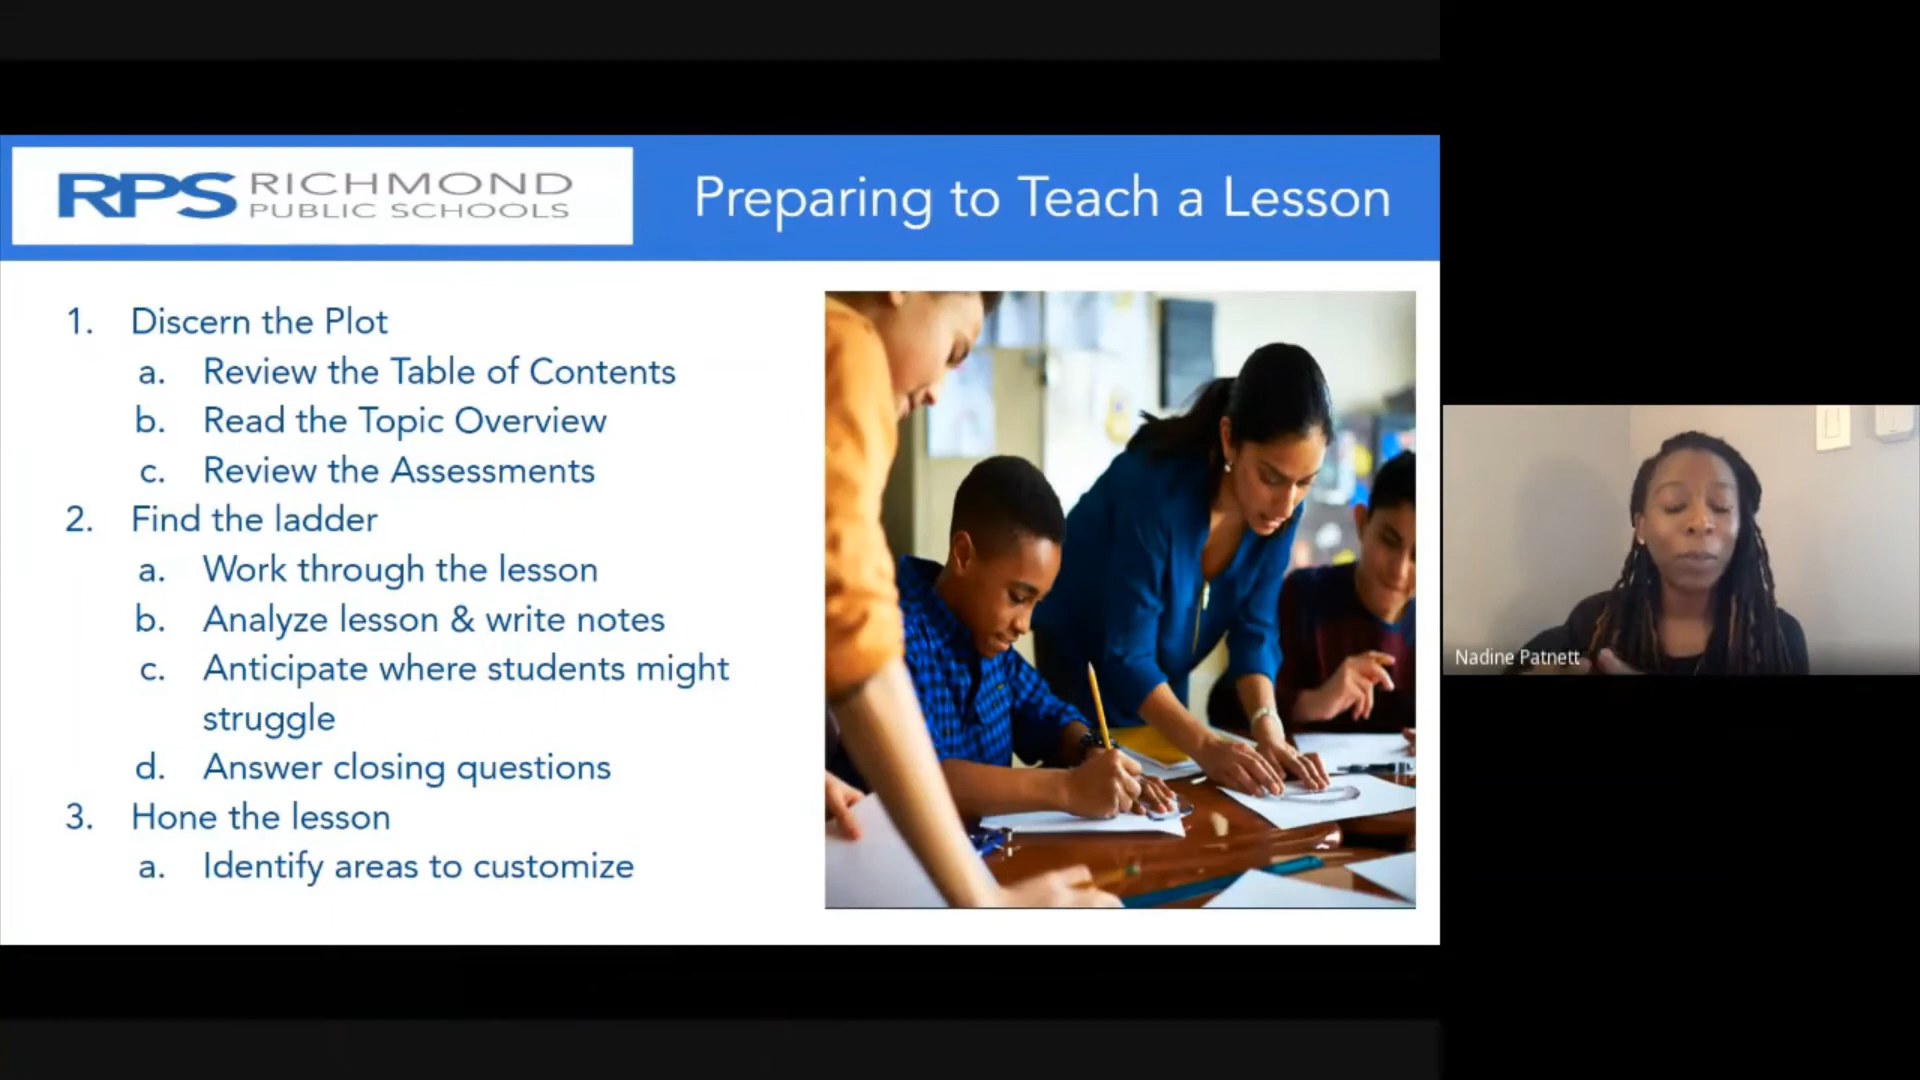 RPS RICHMOND
PUBLIC SCHOOLS
Preparing to Teach a Lesson
1. Discern the Plot
a. Review the Table of Contents
b. Read the Topic Overview
c. Review the Assessments
2. Find the ladder
a. Work through the lesson
b. Analyze lesson & write notes
c. Anticipate where students might
struggle
d. Answer closing questions
3. Hone the lesson
a. Identify areas to customize
Nadine Patnett